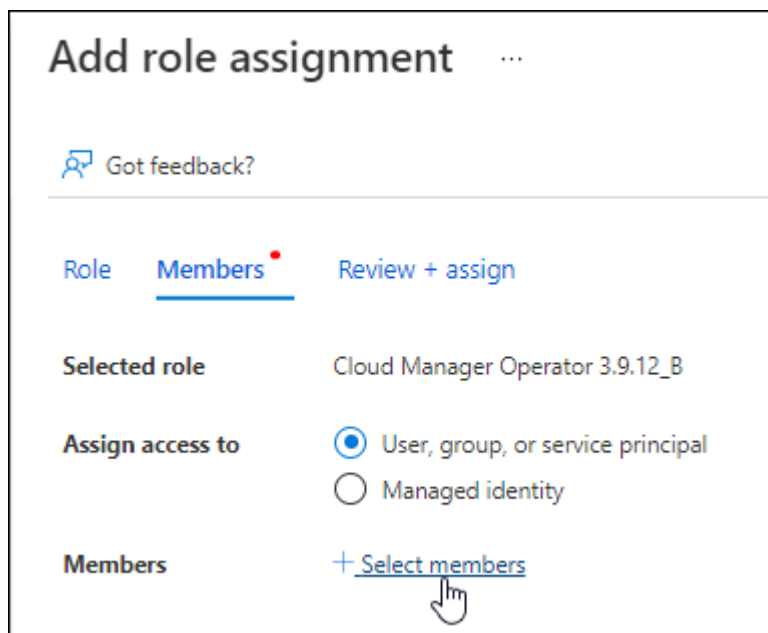 Add role assignment ...
Got feedback?
Role Members Review + assign
Selected role Cloud Manager Operator 3.9.12_B
Assign access to User, group, or service principal
Managed identity
Members + Select members